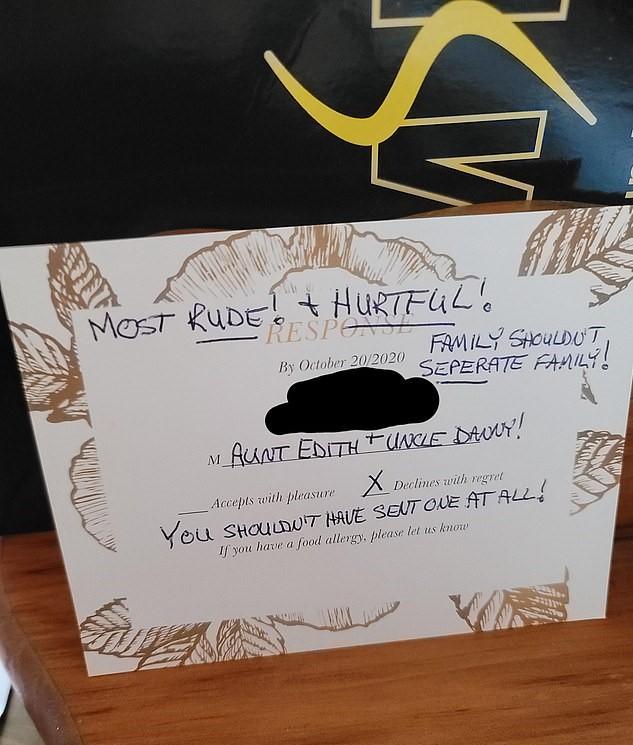 MOST RUDE! + HURTFUL!
RESPONSE
FAMILY SHOULDN'T
SEPERATE FAMILY!
By October 20/2020
M AUNT EDITH + UNCLE DANNY!
Accepts with pleasure X Declines with regret
YOU SHOULDN'T HAVE SENT ONE AT ALL!
If you have a food allergy, please let us know